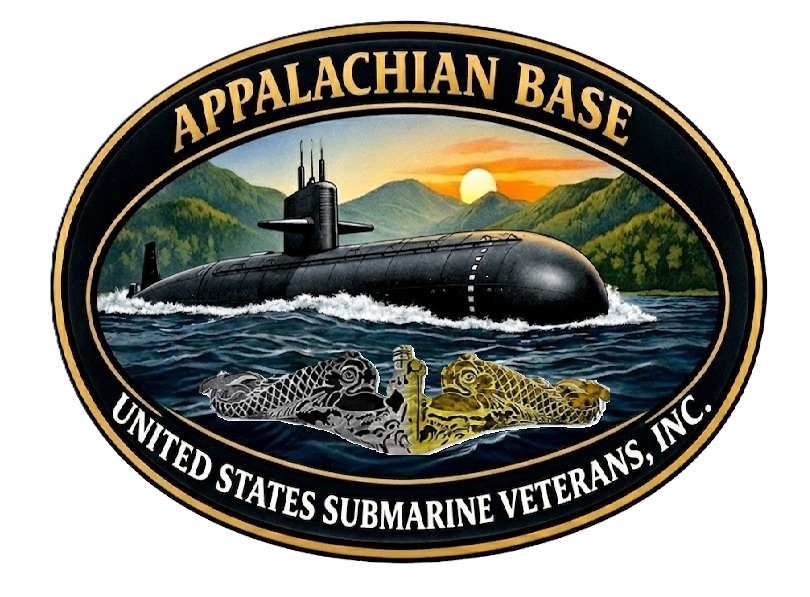 APPALACHIAN BASE
UNITED STATES SUBMARINE VETERANS, INC.